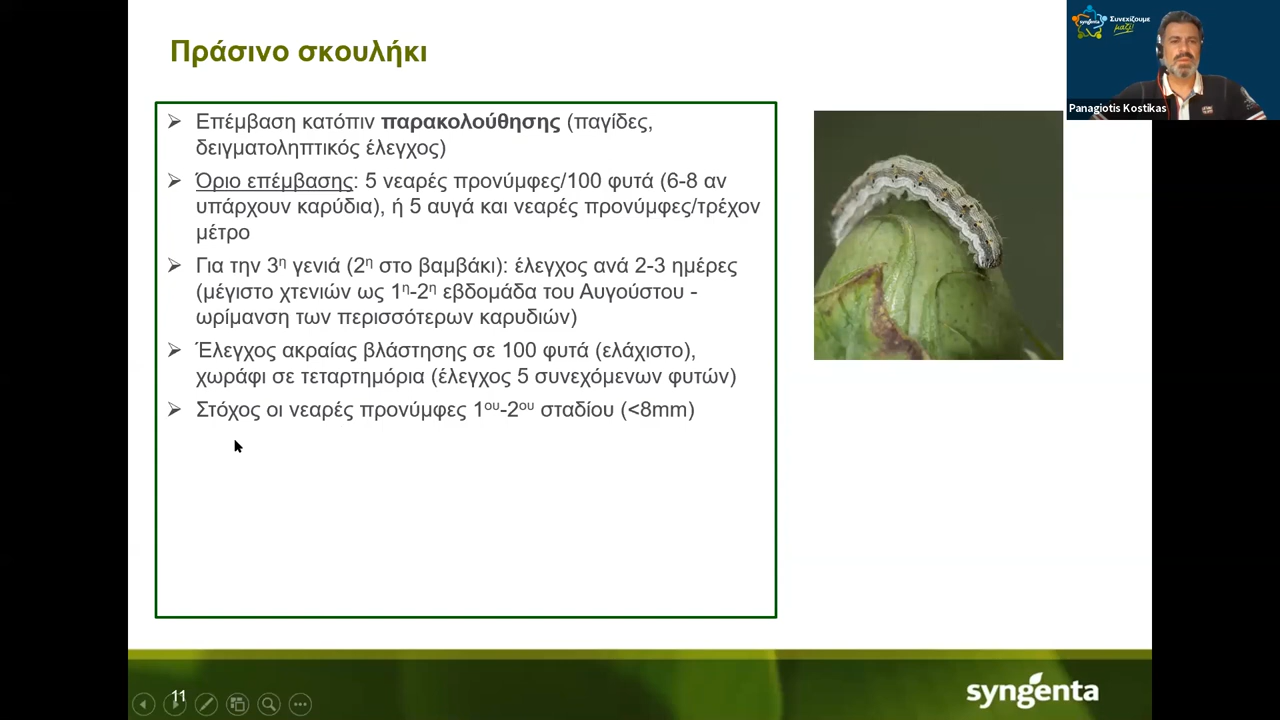 Πράσινο σκουλήκι
➢ Επέμβαση κατόπιν παρακολούθησης (παγίδες,
δειγματοληπτικός έλεγχος)
➢ Όριο επέμβασης: 5 νεαρές προνύμφες/100 φυτά (6-8 αν
υπάρχουν καρύδια), ή 5 αυγά και νεαρές προνύμφες/τρέχον
μέτρο
➢ Για την 3η γενιά (2η στο βαμβάκι): έλεγχος ανά 2-3 ημέρες
(μέγιστο χτενιών ως 1η-2η εβδομάδα του Αυγούστου -
ωρίμανση των περισσότερων καρυδιών)
➢ Έλεγχος ακραίας βλάστησης σε 100 φυτά (ελάχιστο),
χωράφι σε τεταρτημόρια (έλεγχος 5 συνεχόμενων φυτών)
➢ Στόχος οι νεαρές προνύμφες 1ου-2ου σταδίου (<8mm)
11
syngenta
syngenta
Συνεχίζουμε
μαζί!
Panagiotis Kostikas